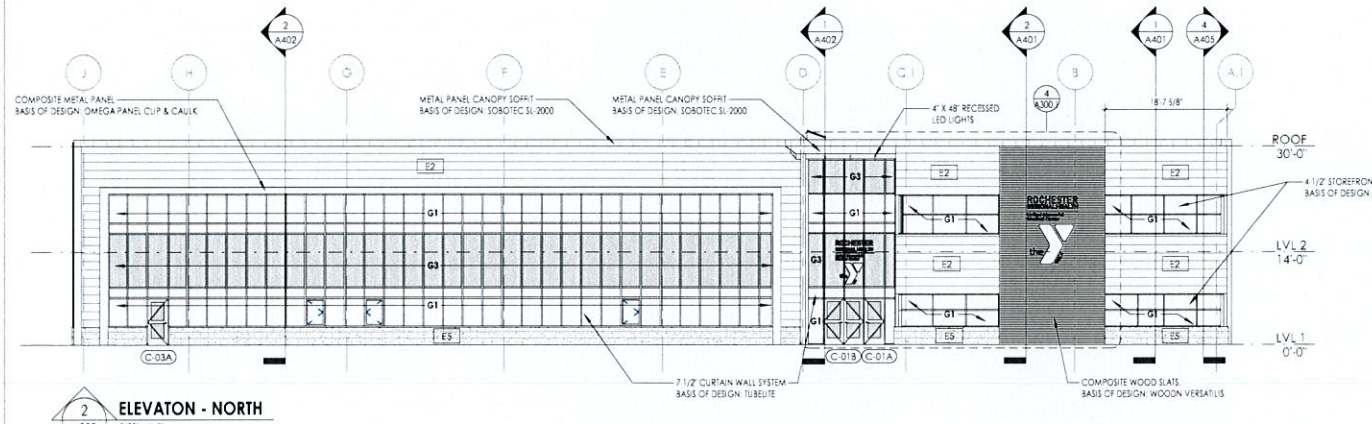 2
A402
1
A402
2
A401
1
A401
4
A405
J
H
G
F
E
D
C.1
4
A300
B
A.1
COMPOSITE METAL PANEL
BASIS OF DESIGN: OMEGA PANEL CLIP & CAULK
METAL PANEL CANOPY SOFFIT
BASIS OF DESIGN: SOBOTEC SL-2000
METAL PANEL CANOPY SOFFIT
BASIS OF DESIGN: SOBOTEC SL-2000
4" X 48" RECESSED
LED LIGHTS
18'-7 5/8"
ROOF
30'-0"
E2
G3
E2
E2
4 1/2" STOREFRON
BASIS OF DESIGN
G1
G1
G1
G1
ROCHESTER
the Y
LVL 2
14'-0"
G3
G3
ROCHESTER
E2
E2
G1
G1
G1
G1
E5
E5
E5
LVL 1
0'-0"
C-03A
C-01B
C-01A
7 1/2" CURTAIN WALL SYSTEM
BASIS OF DESIGN: TUBELITE
COMPOSITE WOOD SLATS
BASIS OF DESIGN: WOODN VERSATILIS
2
ELEVATON - NORTH